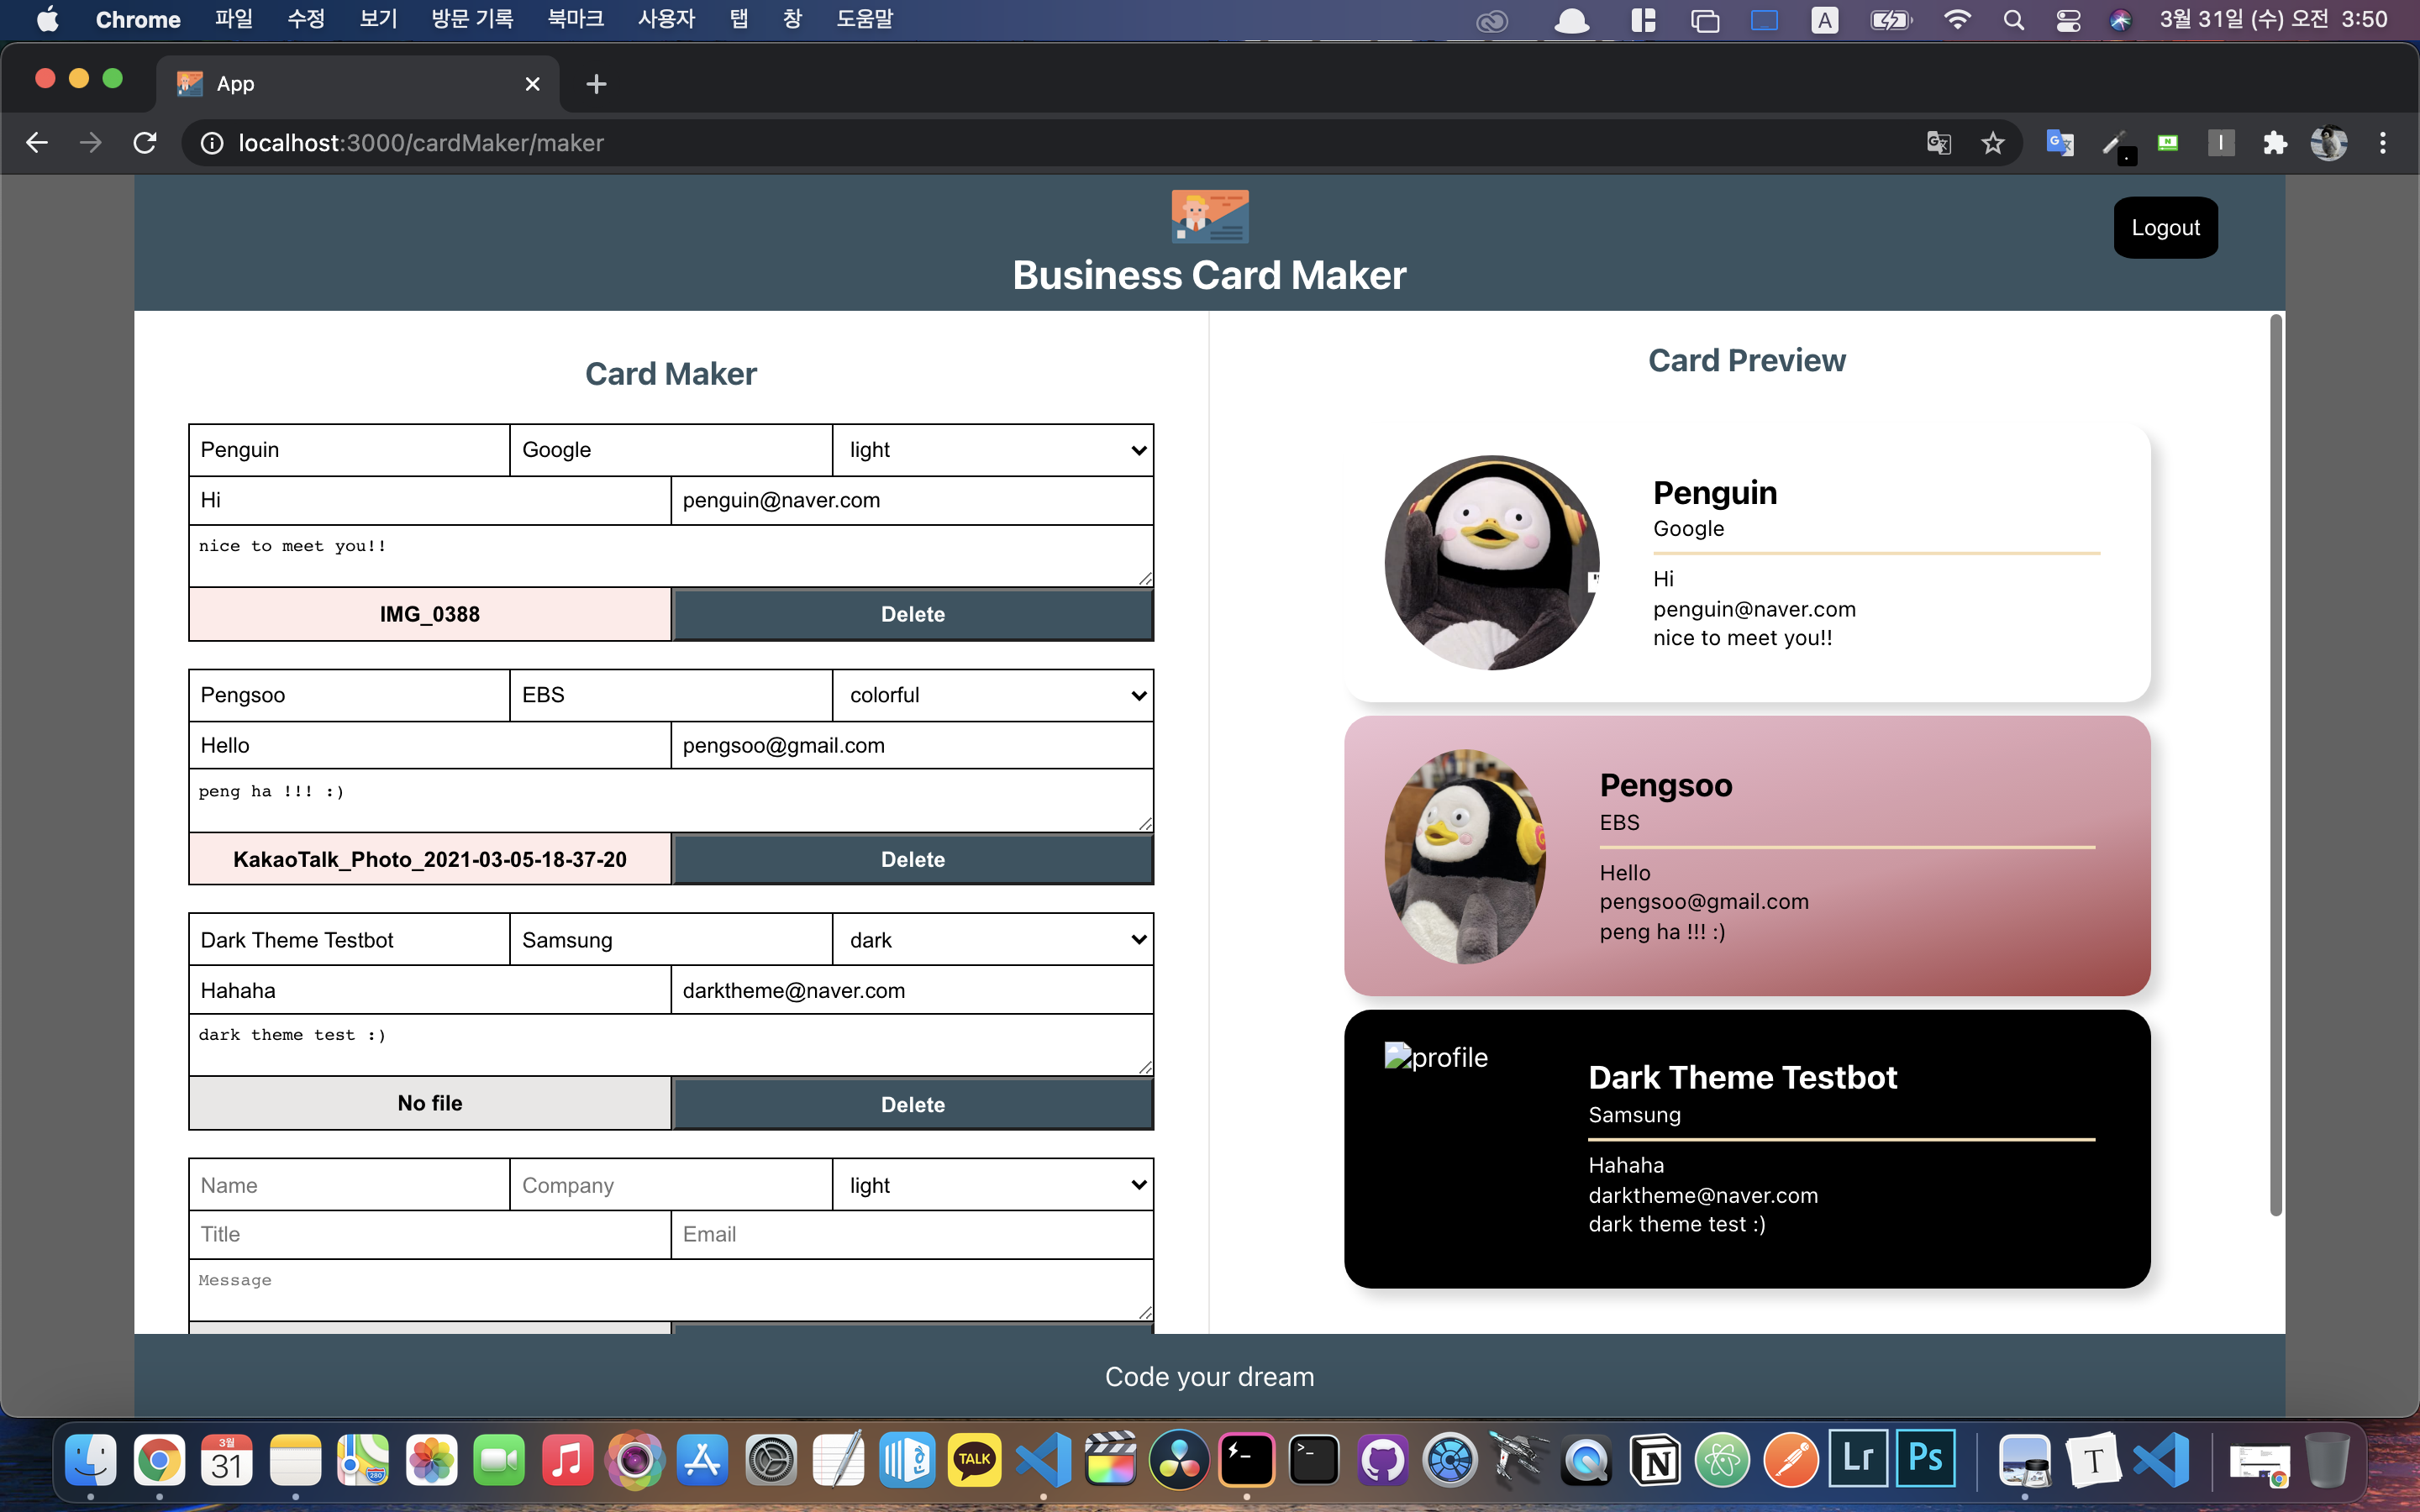 Chrome 파일 수정 보기 방문 기록 북마크 사용자 탭 창 도움말 A 3월 31일 (수) 오전 3:50
App
localhost:3000/cardMaker/maker
Logout
Business Card Maker
Card Maker
Penguin Google light
Hi penguin@naver.com
nice to meet you!!
IMG_0388 Delete
Pengsoo EBS colorful
Hello pengsoo@gmail.com
peng ha !!! :)
KakaoTalk_Photo_2021-03-05-18-37-20 Delete
Dark Theme Testbot Samsung dark
Hahaha darktheme@naver.com
dark theme test :)
No file Delete
Name Company light
Title Email
Message
Card Preview
Penguin
Google
Hi
penguin@naver.com
nice to meet you!!
Pengsoo
EBS
Hello
pengsoo@gmail.com
peng ha !!! :)
profile
Dark Theme Testbot
Samsung
Hahaha
darktheme@naver.com
dark theme test :)
Code your dream
3월
31
280
TALK
N
Lr
Ps
T